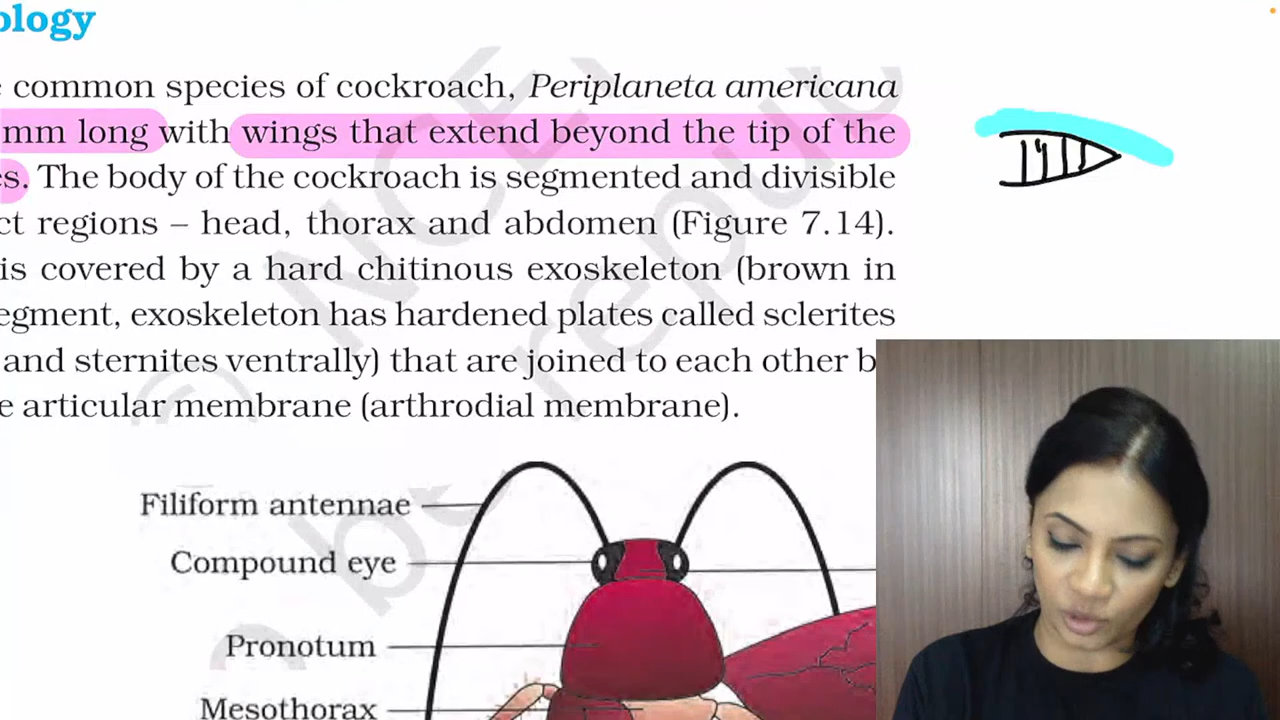 ology
common species of cockroach, Periplaneta americana
mm long with wings that extend beyond the tip of the
es. The body of the cockroach is segmented and divisible
ct regions – head, thorax and abdomen (Figure 7.14).
is covered by a hard chitinous exoskeleton (brown in
egment, exoskeleton has hardened plates called sclerites
and sternites ventrally) that are joined to each other b
e articular membrane (arthrodial membrane).
Filiform antennae
Compound eye
Pronotum
Mesothorax